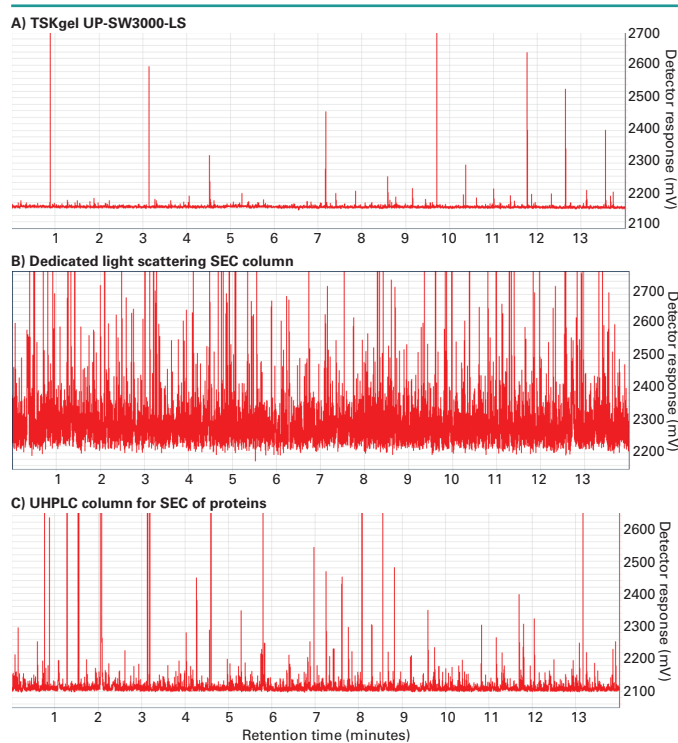 A) TSKgel UP-SW3000-LS
2700
2600
2500
2400
2300
2200
2100
Detector response (mV)
1 2 3 4 5 6 7 8 9 10 11 12 13
B) Dedicated light scattering SEC column
2700
2600
2500
2400
2300
2200
Detector response (mV)
1 2 3 4 5 6 7 8 9 10 11 12 13
C) UHPLC column for SEC of proteins
2600
2500
2400
2300
2200
2100
Detector response (mV)
1 2 3 4 5 6 7 8 9 10 11 12 13
Retention time (minutes)